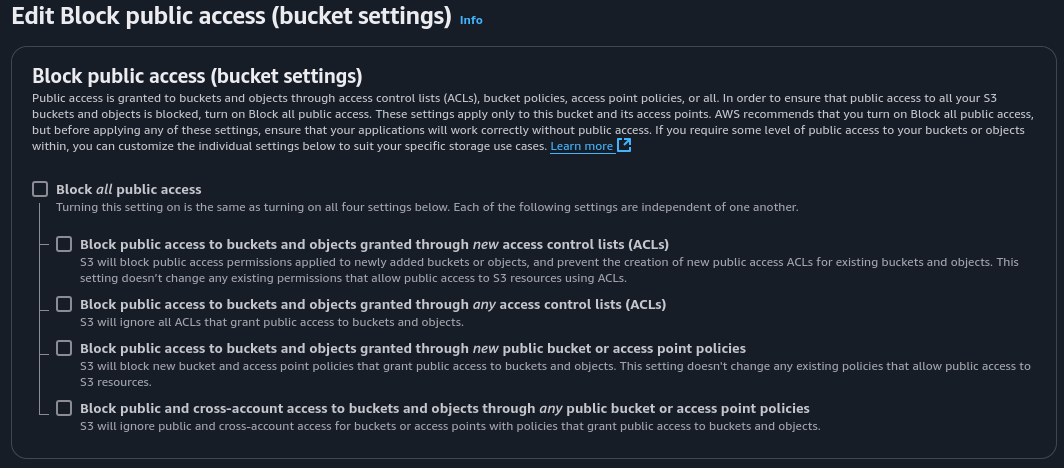 Edit Block public access (bucket settings) Info
Block public access (bucket settings)
Public access is granted to buckets and objects through access control lists (ACLs), bucket policies, access point policies, or all. In order to ensure that public access to all your S3
buckets and objects is blocked, turn on Block all public access. These settings apply only to this bucket and its access points. AWS recommends that you turn on Block all public access,
but before applying any of these settings, ensure that your applications will work correctly without public access. If you require some level of public access to your buckets or objects
within, you can customize the individual settings below to suit your specific storage use cases. Learn more
Block all public access
Turning this setting on is the same as turning on all four settings below. Each of the following settings are independent of one another.
Block public access to buckets and objects granted through new access control lists (ACLs)
S3 will block public access permissions applied to newly added buckets or objects, and prevent the creation of new public access ACLs for existing buckets and objects. This
setting doesn't change any existing permissions that allow public access to S3 resources using ACLs.
Block public access to buckets and objects granted through any access control lists (ACLs)
S3 will ignore all ACLs that grant public access to buckets and objects.
Block public access to buckets and objects granted through new public bucket or access point policies
S3 will block new bucket and access point policies that grant public access to buckets and objects. This setting doesn't change any existing policies that allow public access to
S3 resources.
Block public and cross-account access to buckets and objects through any public bucket or access point policies
S3 will ignore public and cross-account access for buckets or access points with policies that grant public access to buckets and objects.